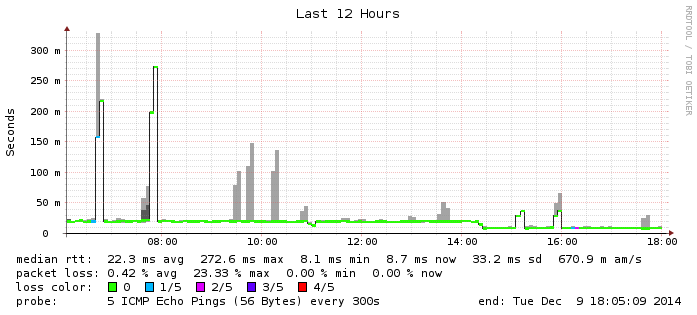 Last 12 Hours
RRDTOOL / TOBI OETIKER
Seconds
300 m
250 m
200 m
150 m
100 m
50 m
0
08:00 10:00 12:00 14:00 16:00 18:00
median rtt: 22.3 ms avg 272.6 ms max 8.1 ms min 8.7 ms now 33.2 ms sd 670.9 m am/s
packet loss: 0.42 % avg 23.33 % max 0.00 % min 0.00 % now
loss color: 0 1/5 2/5 3/5 4/5
probe: 5 ICMP Echo Pings (56 Bytes) every 300s end: Tue Dec 9 18:05:09 2014